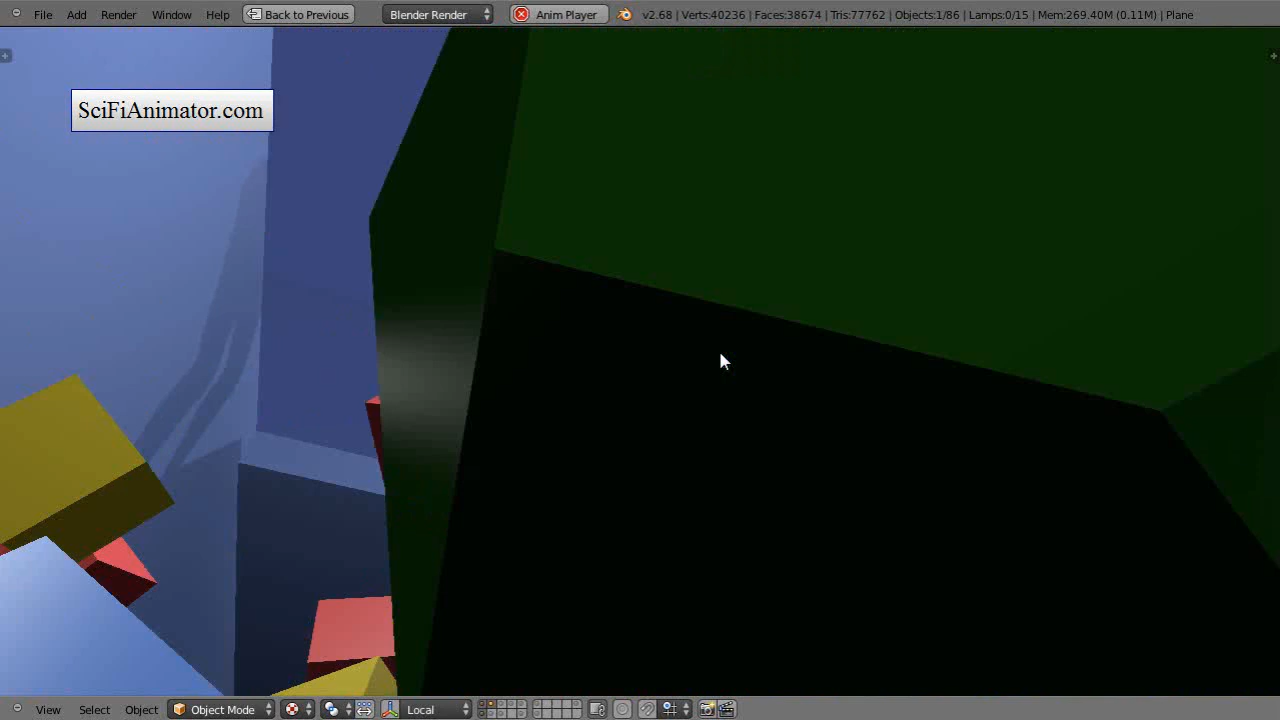 File Add Render Window Help Back to Previous Blender Render Anim Player v2.68 | Verts:40236 | Faces:38674 | Tris:77762 | Objects:1/86 | Lamps:0/15 | Mem:269.40M (0.11M) | Plane
SciFiAnimator.com
View Select Object Object Mode Local